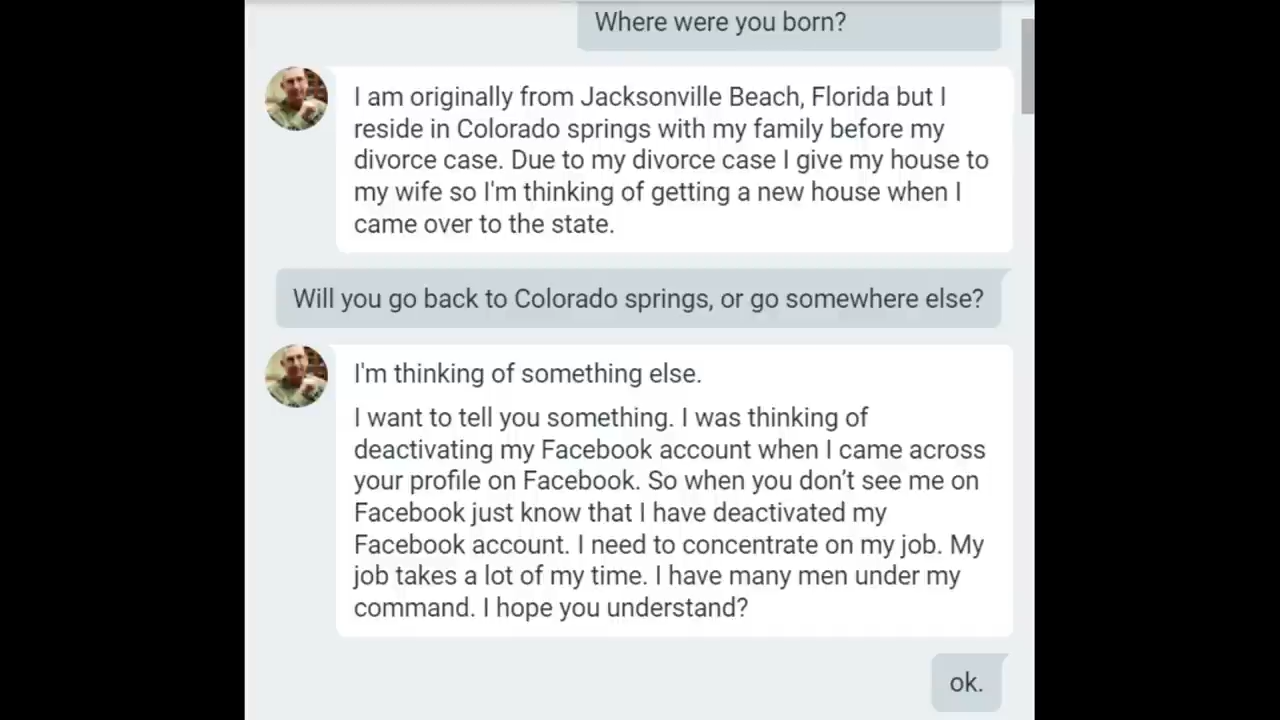 Where were you born?
I am originally from Jacksonville Beach, Florida but I
reside in Colorado springs with my family before my
divorce case. Due to my divorce case I give my house to
my wife so I'm thinking of getting a new house when I
came over to the state.
Will you go back to Colorado springs, or go somewhere else?
I'm thinking of something else.
I want to tell you something. I was thinking of
deactivating my Facebook account when I came across
your profile on Facebook. So when you don’t see me on
Facebook just know that I have deactivated my
Facebook account. I need to concentrate on my job. My
job takes a lot of my time. I have many men under my
command. I hope you understand?
ok.